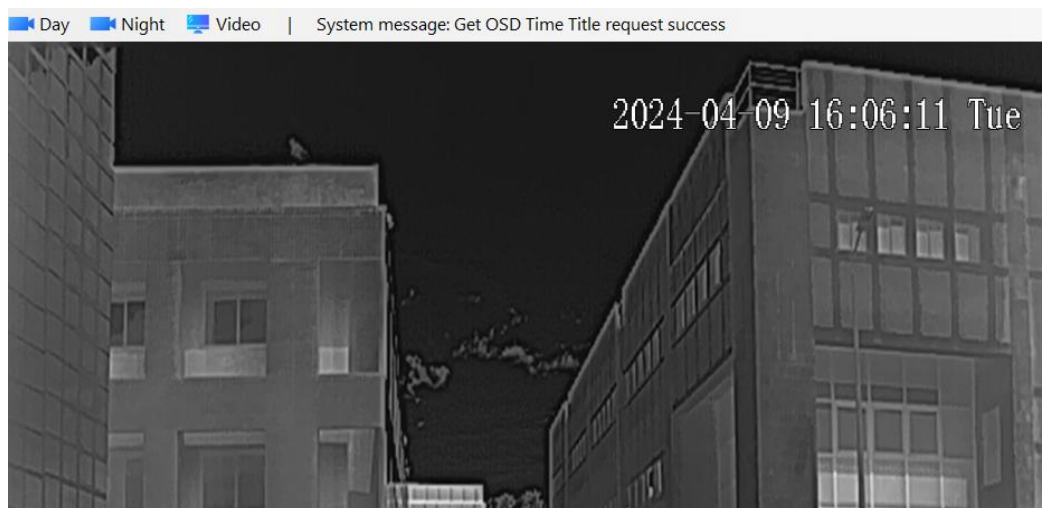 Day Night Video | System message: Get OSD Time Title request success
2024-04-09 16:06:11 Tue